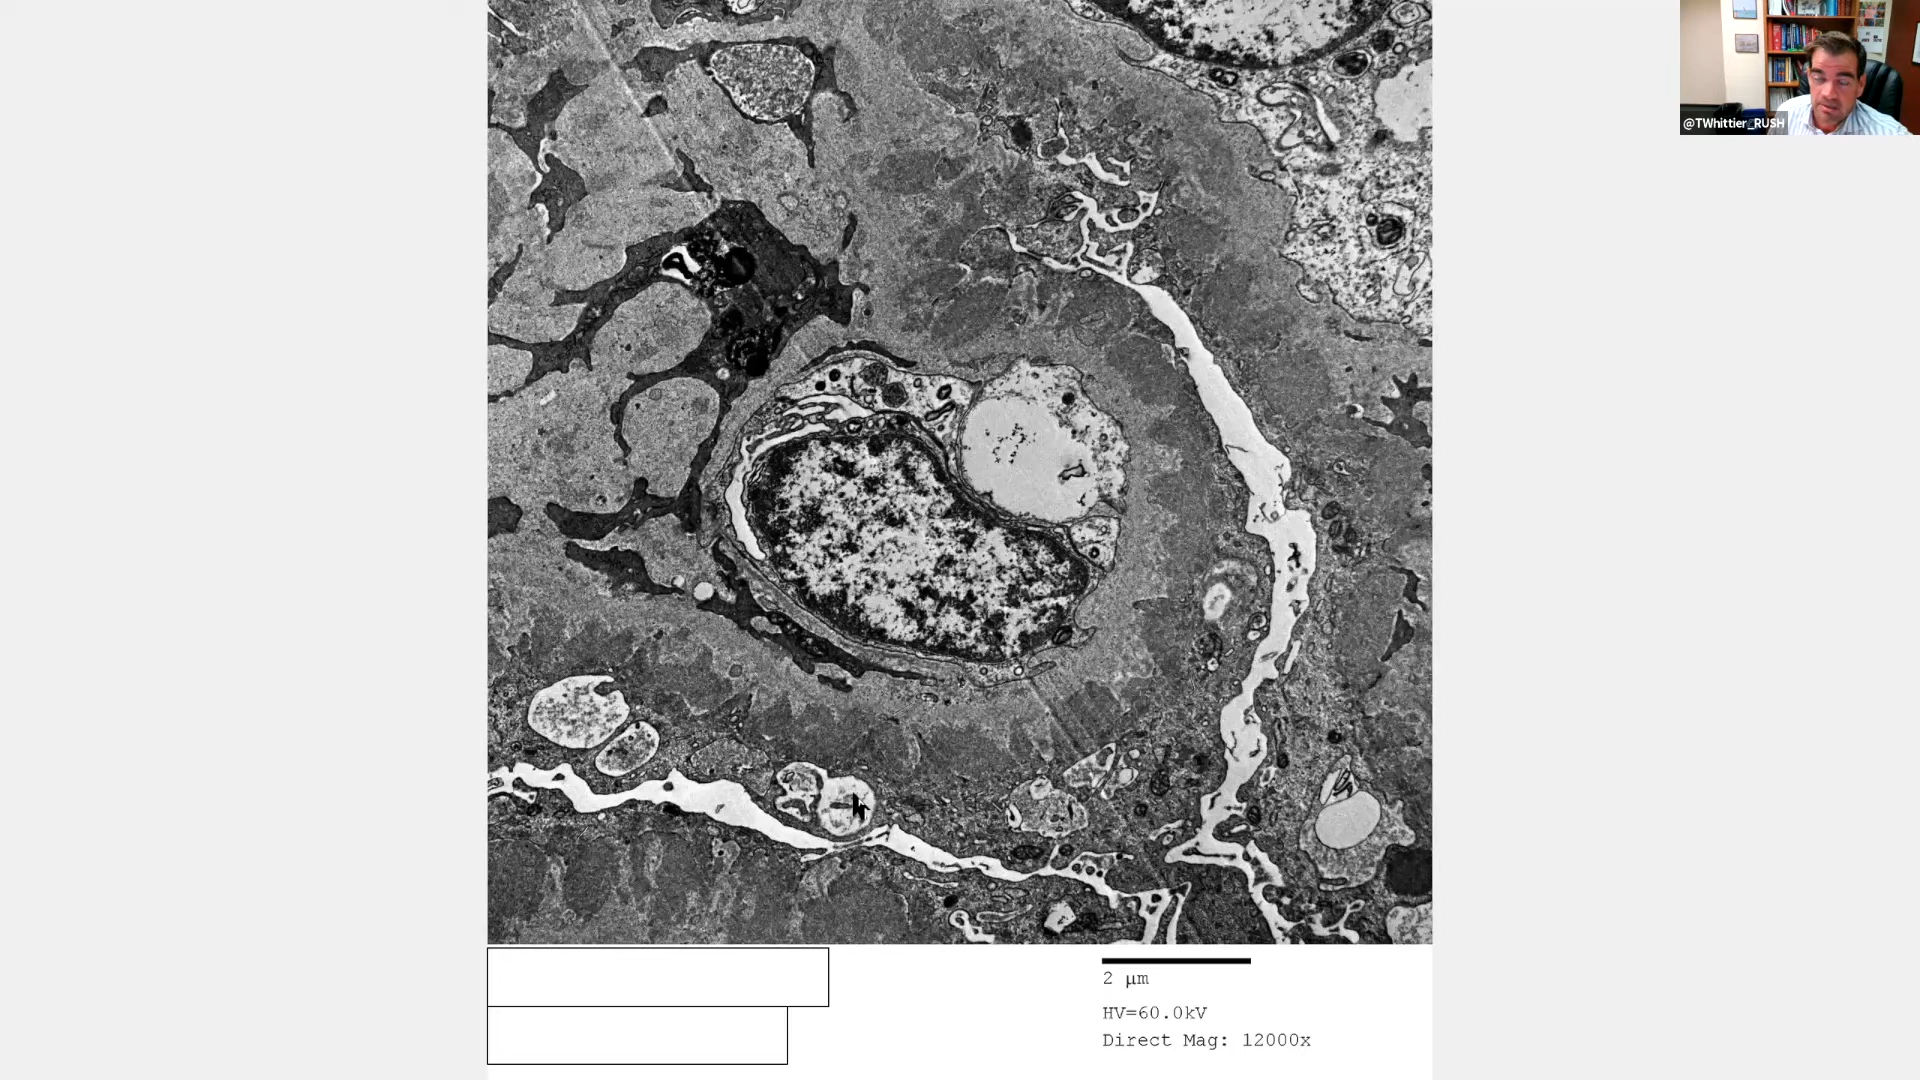 @TWhittier_RUSH
2 µm
HV=60.0kV
Direct Mag: 12000x